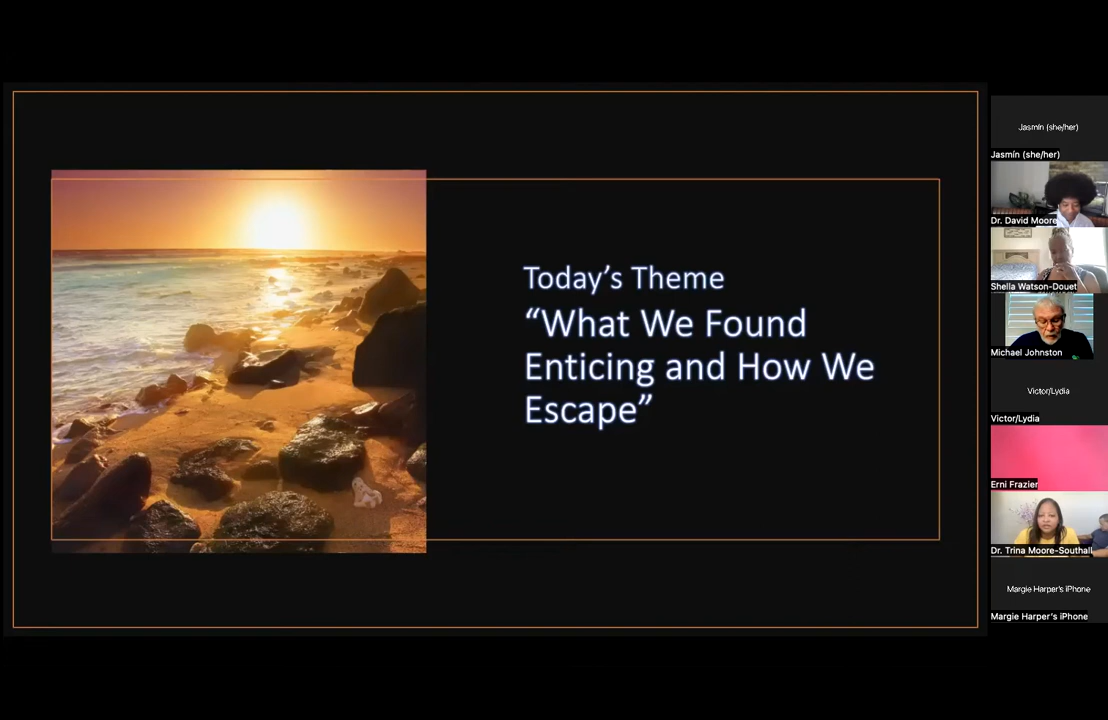 Today’s Theme
“What We Found
Enticing and How We
Escape”
Jasmín (she/her)
Jasmín (she/her)
Dr. David Moore
Shella Watson-Douet
Michael Johnston
Victor/Lydia
Victor/Lydia
Erni Frazier
Dr. Trina Moore-Southall
Margie Harper's iPhone
Margie Harper's iPhone